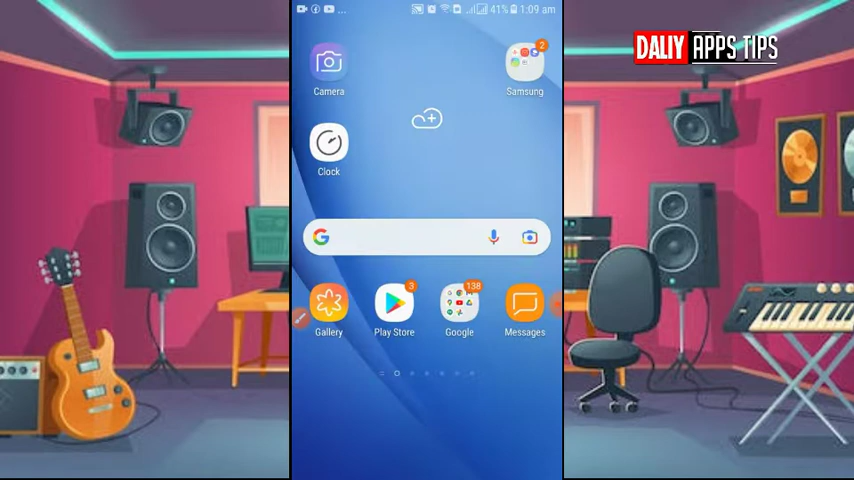 ... 41% 1:09 am
DALIY APPS TIPS
2
Camera
Samsung
Clock
3
138
Gallery
Play Store
Google
Messages